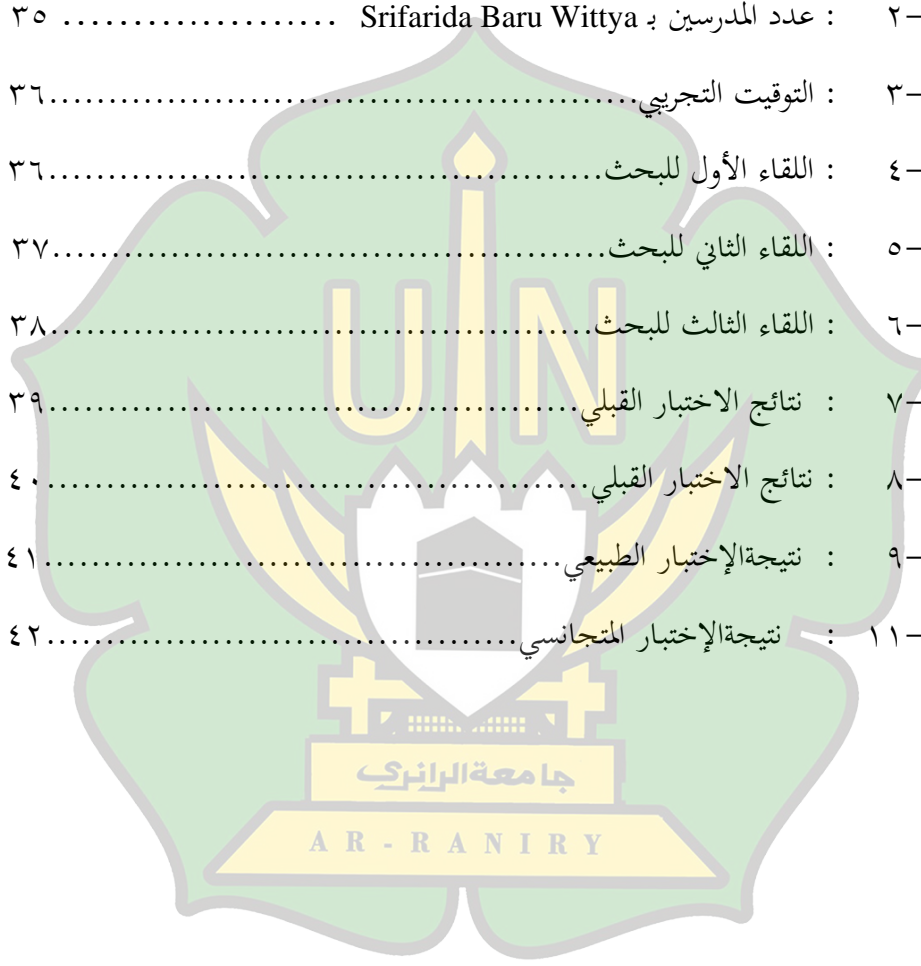 ٢– : عدد المدرسين بـ Srifarida Baru Wittya .................... ٣٥
٣– : التوقيت التجريبي................................................٣٦
٤– : اللقاء الأول للبحث.............................................٣٦
٥– : اللقاء الثاني للبحث.............................................٣٧
٦– : اللقاء الثالث للبحث............................................٣٨
٧– : نتائج الاختبار القبلي...........................................٣٩
٨– : نتائج الاختبار القبلي............................................٤٠
٩– : نتيجةالإختبار الطبيعي..........................................٤١
١١– : نتيجةالإختبار المتجانسي......................................٤٢
UIN
جامعةالرانري
AR-RANIRY